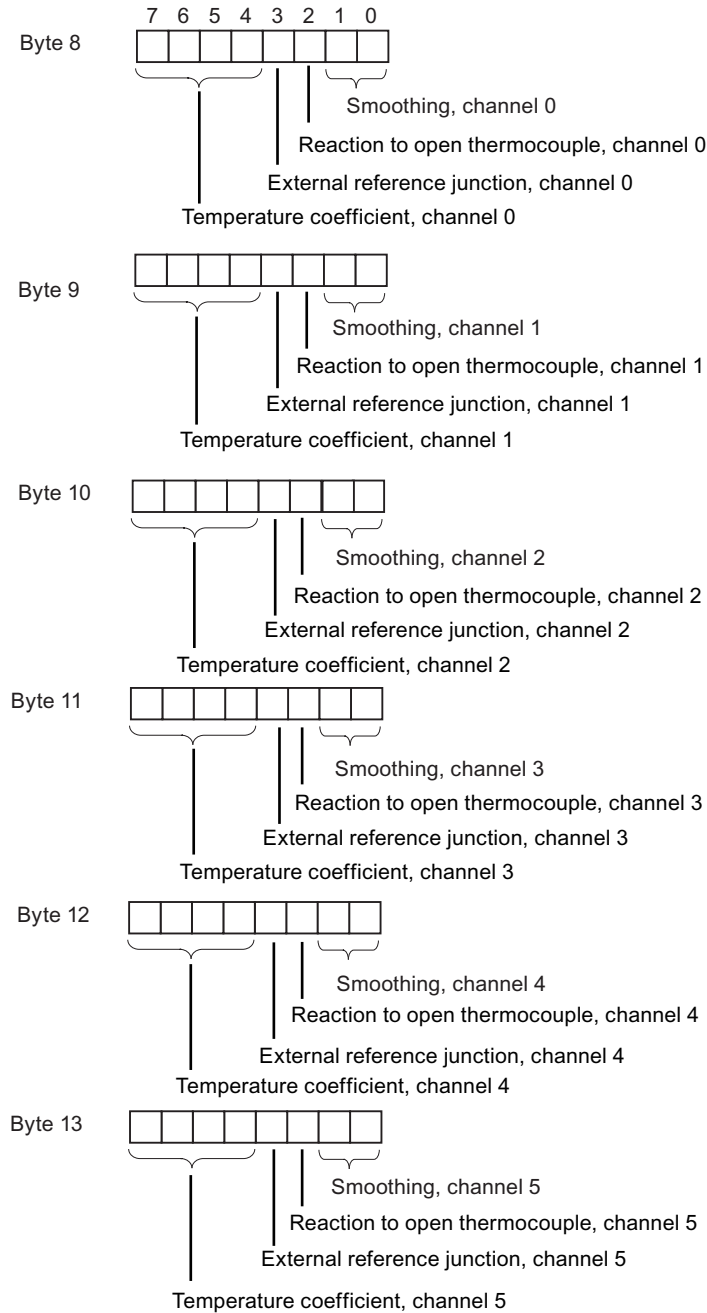 7 6 5 4 3 2 1 0
Byte 8
Smoothing, channel 0
Reaction to open thermocouple, channel 0
External reference junction, channel 0
Temperature coefficient, channel 0
Byte 9
Smoothing, channel 1
Reaction to open thermocouple, channel 1
External reference junction, channel 1
Temperature coefficient, channel 1
Byte 10
Smoothing, channel 2
Reaction to open thermocouple, channel 2
External reference junction, channel 2
Temperature coefficient, channel 2
Byte 11
Smoothing, channel 3
Reaction to open thermocouple, channel 3
External reference junction, channel 3
Temperature coefficient, channel 3
Byte 12
Smoothing, channel 4
Reaction to open thermocouple, channel 4
External reference junction, channel 4
Temperature coefficient, channel 4
Byte 13
Smoothing, channel 5
Reaction to open thermocouple, channel 5
External reference junction, channel 5
Temperature coefficient, channel 5